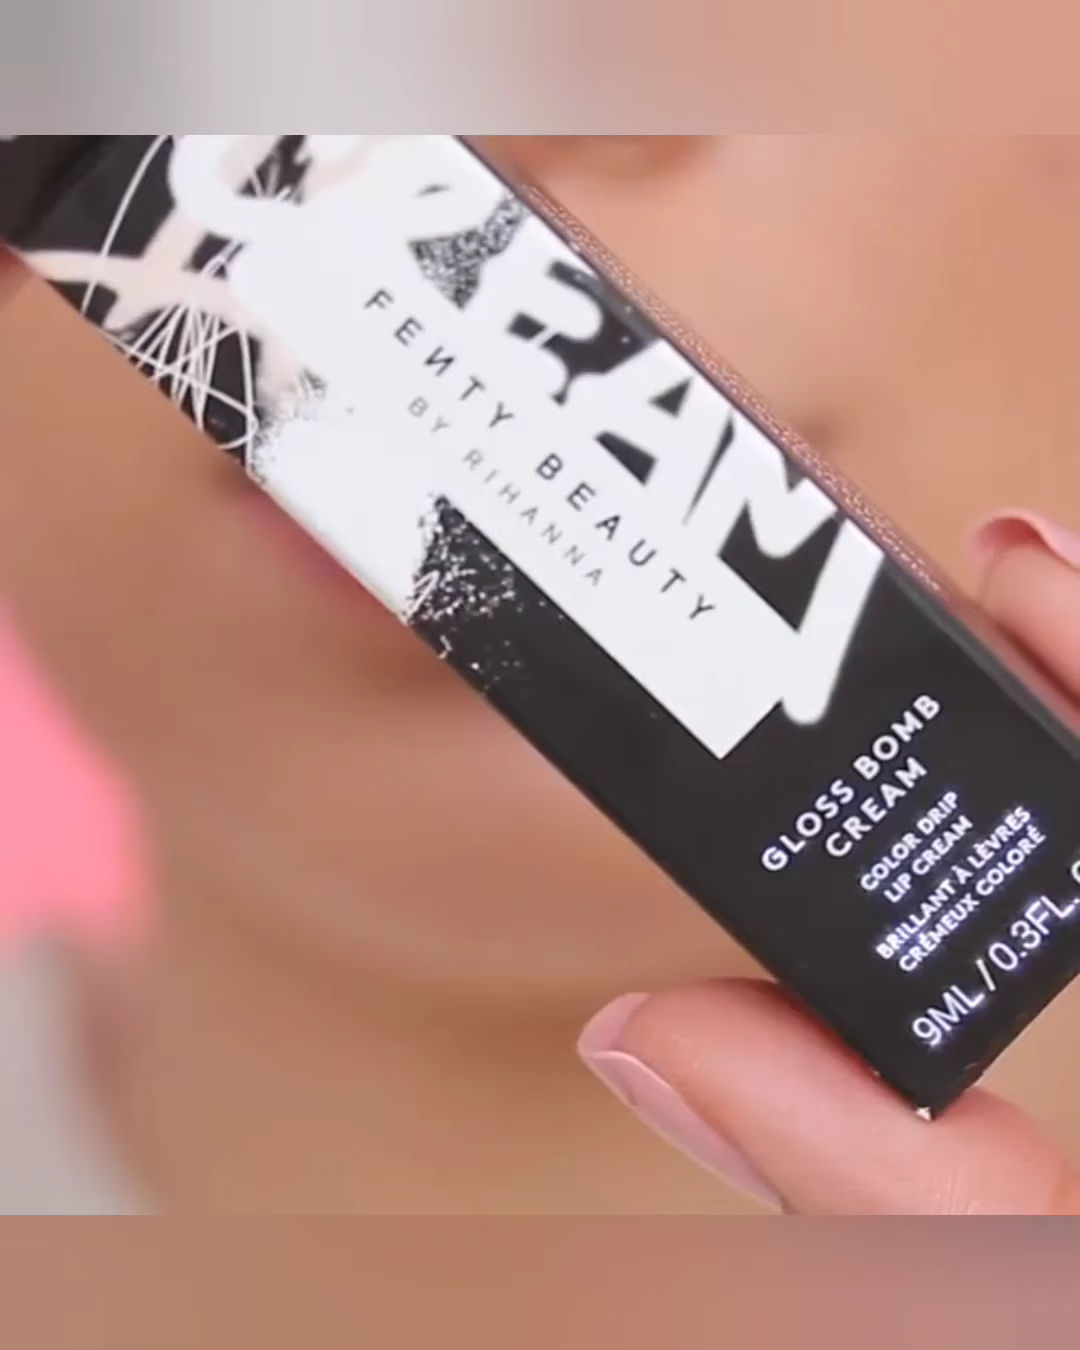 FENTY BEAUTY
BY RIHANNA
GLOSS BOMB
CREAM
COLOR DRIP
LIP CREAM
BRILLANT À LÈVRES
CRÉMEUX COLORÉ
9ML / 0.3FL.